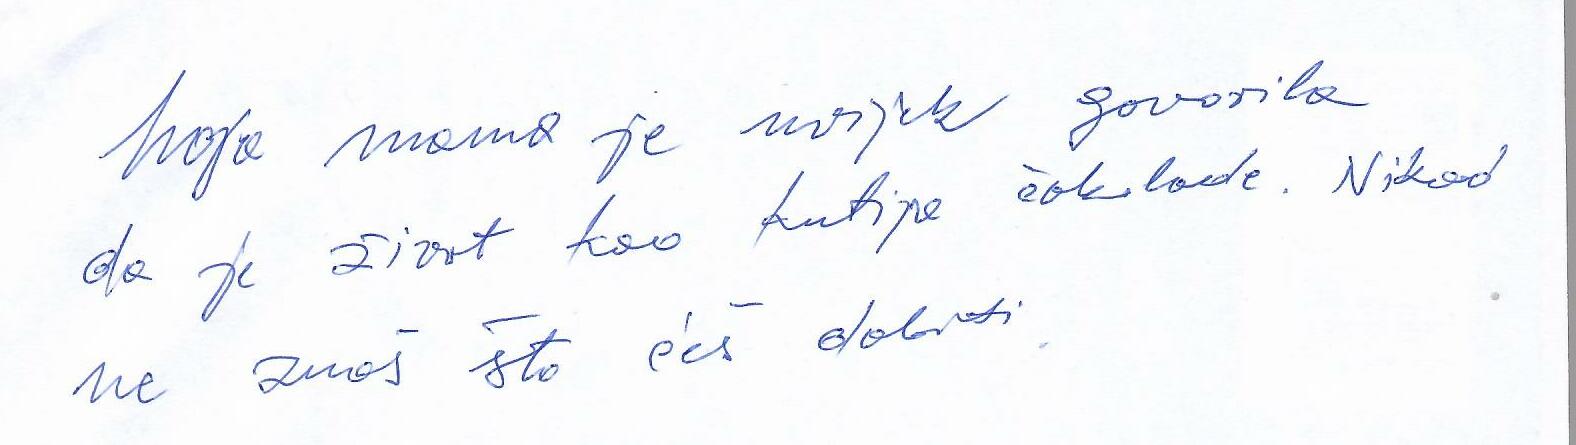 Moja mama je uvijek govorila
da je život kao kutija čokolade. Nikad
ne znaš što ćeš dobiti.